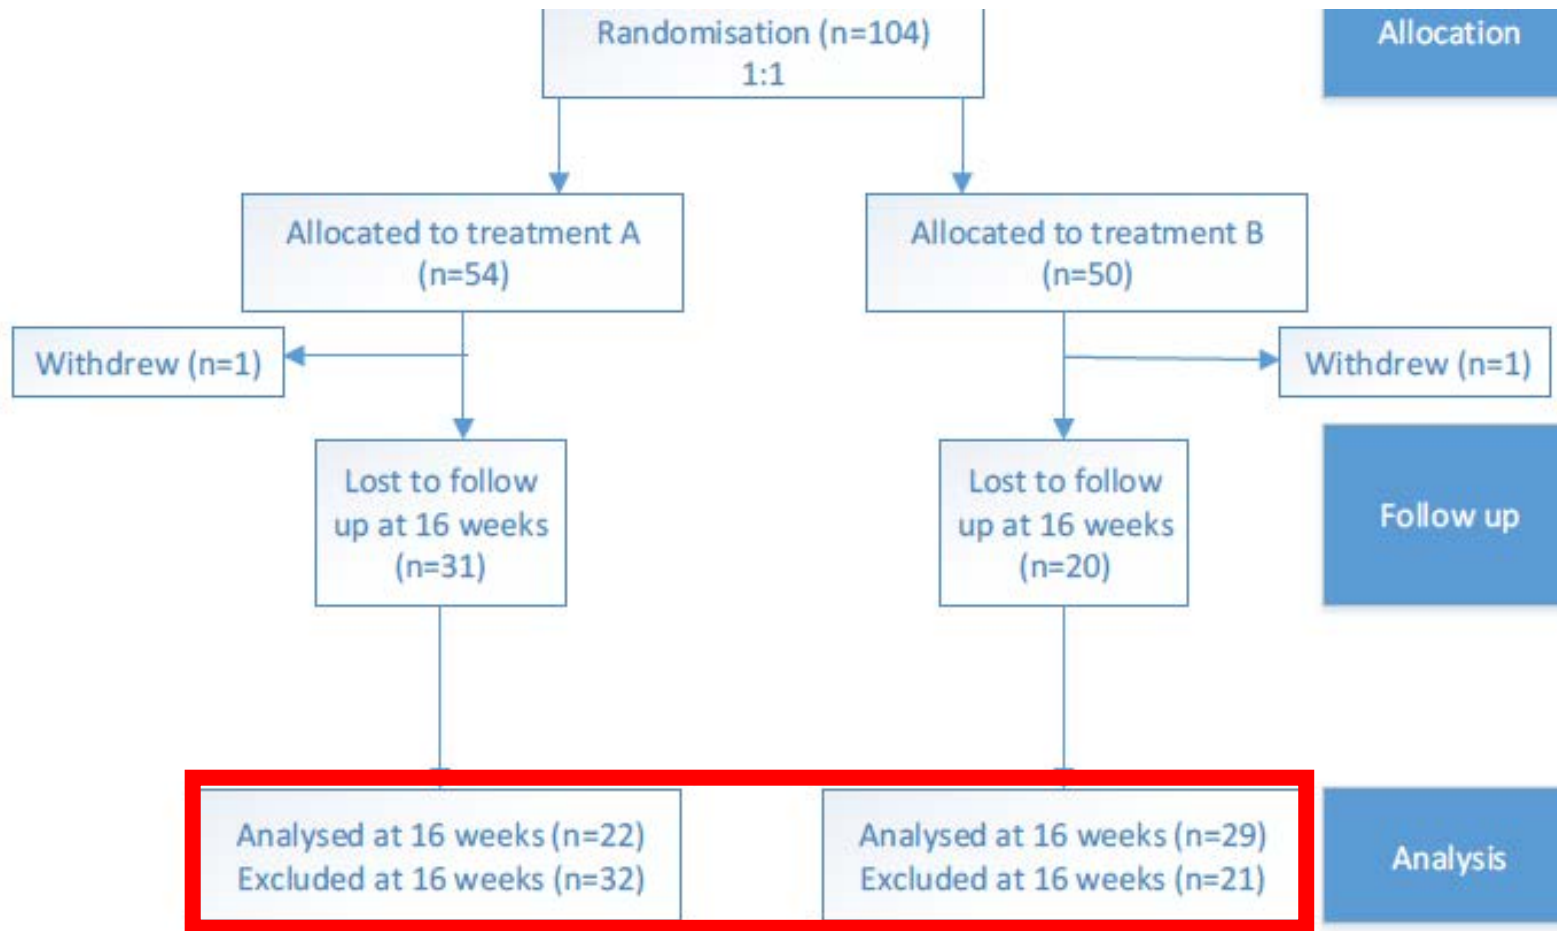 Randomisation (n=104)
1:1
Allocation
Allocated to treatment A
(n=54)
Allocated to treatment B
(n=50)
Withdrew (n=1)
Withdrew (n=1)
Lost to follow
up at 16 weeks
(n=31)
Lost to follow
up at 16 weeks
(n=20)
Follow up
Analysed at 16 weeks (n=22)
Excluded at 16 weeks (n=32)
Analysed at 16 weeks (n=29)
Excluded at 16 weeks (n=21)
Analysis